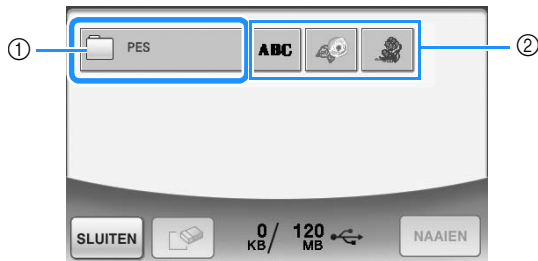 ① PES ABC ②
SLUITEN 0 KB / 120 MB NAAIEN